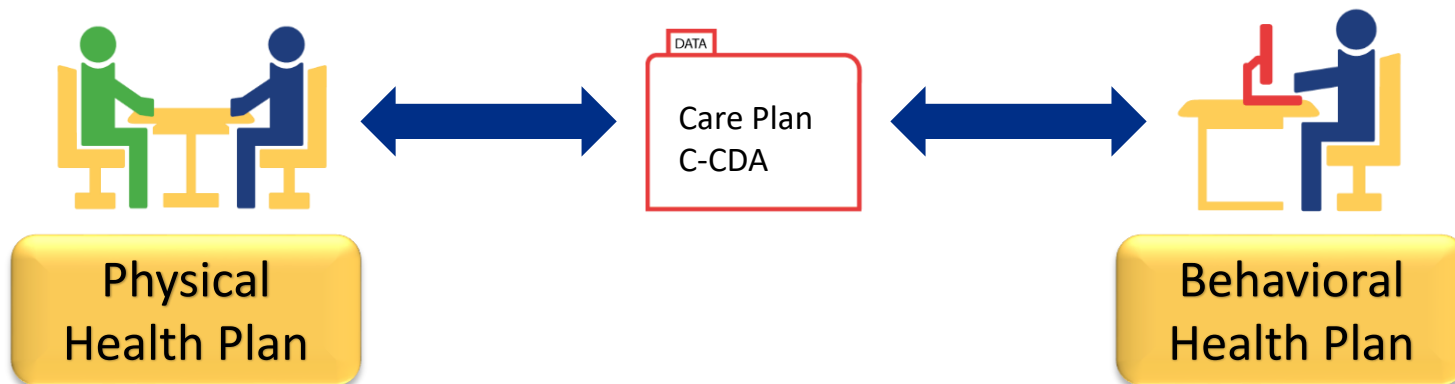 DATA
Care Plan
C-CDA
Physical
Health Plan
Behavioral
Health Plan